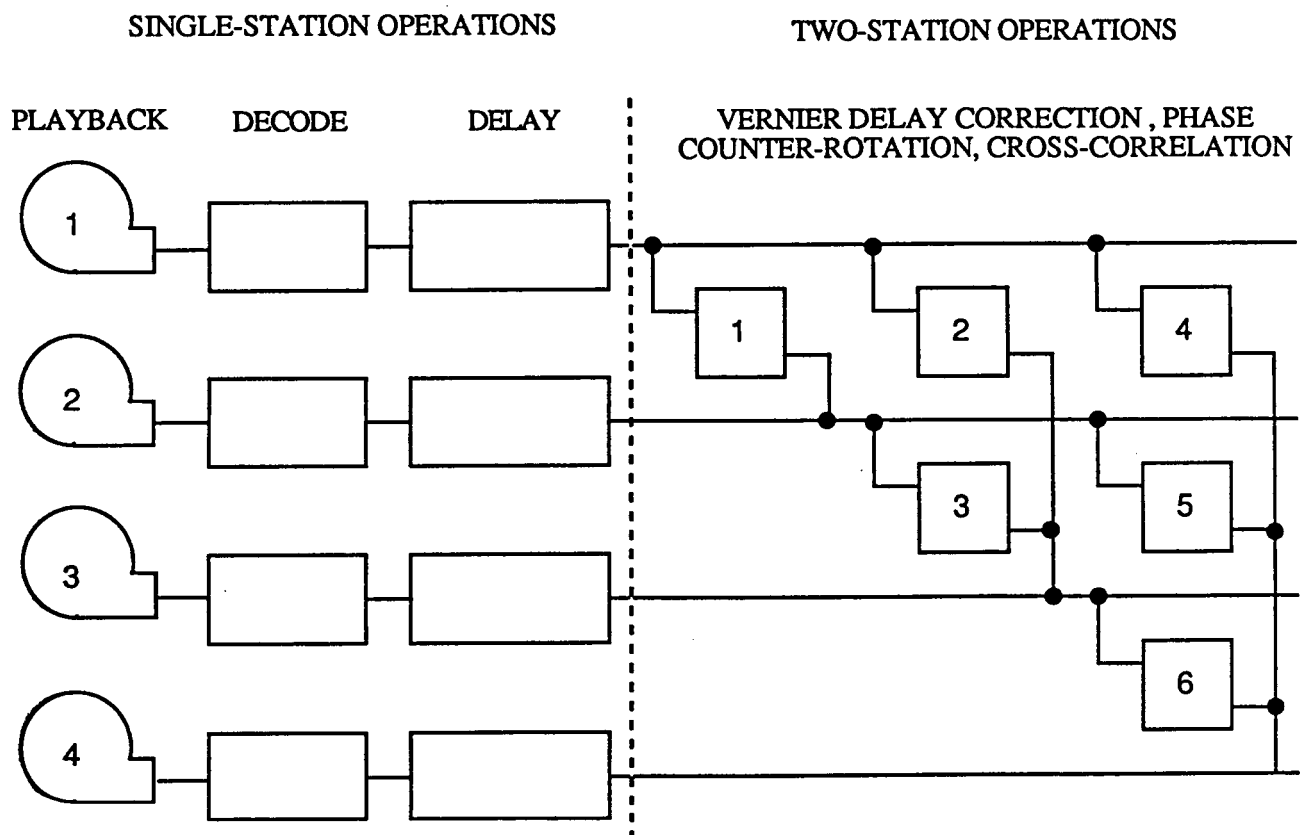 SINGLE-STATION OPERATIONS
TWO-STATION OPERATIONS
PLAYBACK
DECODE
DELAY
VERNIER DELAY CORRECTION , PHASE
COUNTER-ROTATION, CROSS-CORRELATION
1
1
2
4
2
3
5
3
6
4